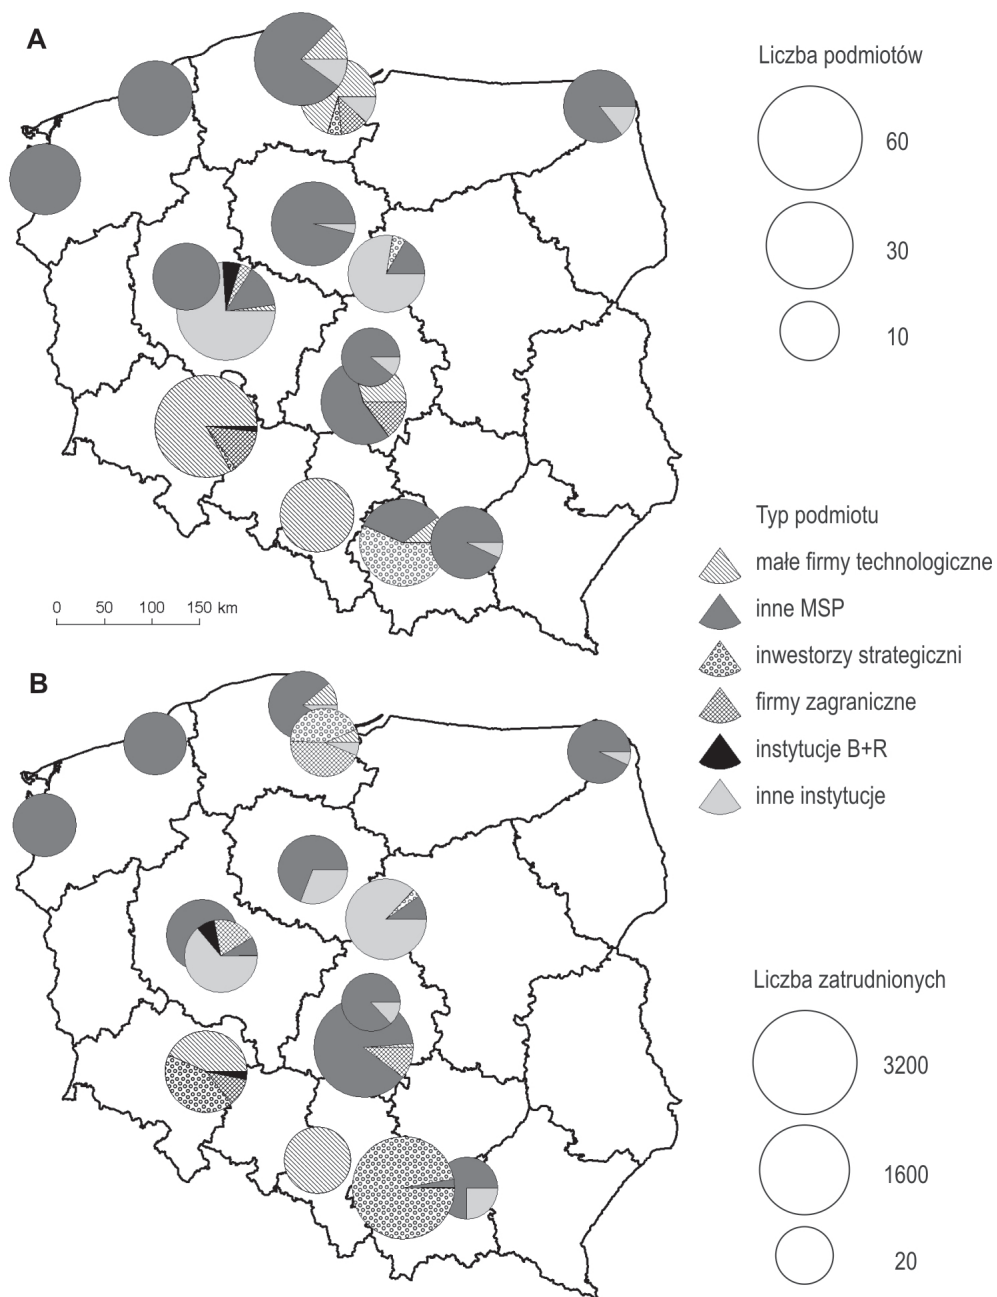 A
Liczba podmiotów
60
30
10
Typ podmiotu
małe firmy technologiczne
inne MSP
inwestorzy strategiczni
firmy zagraniczne
instytucje B+R
inne instytucje
0 50 100 150 km
B
Liczba zatrudnionych
3200
1600
20